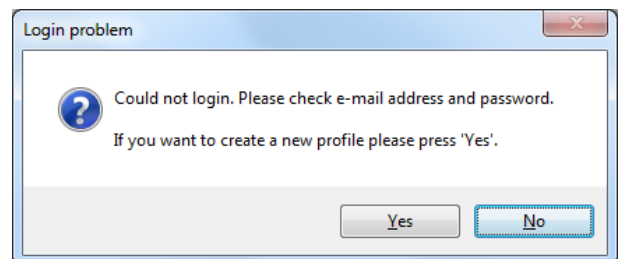 Login problem
Could not login. Please check e-mail address and password.
If you want to create a new profile please press 'Yes'.
Yes No